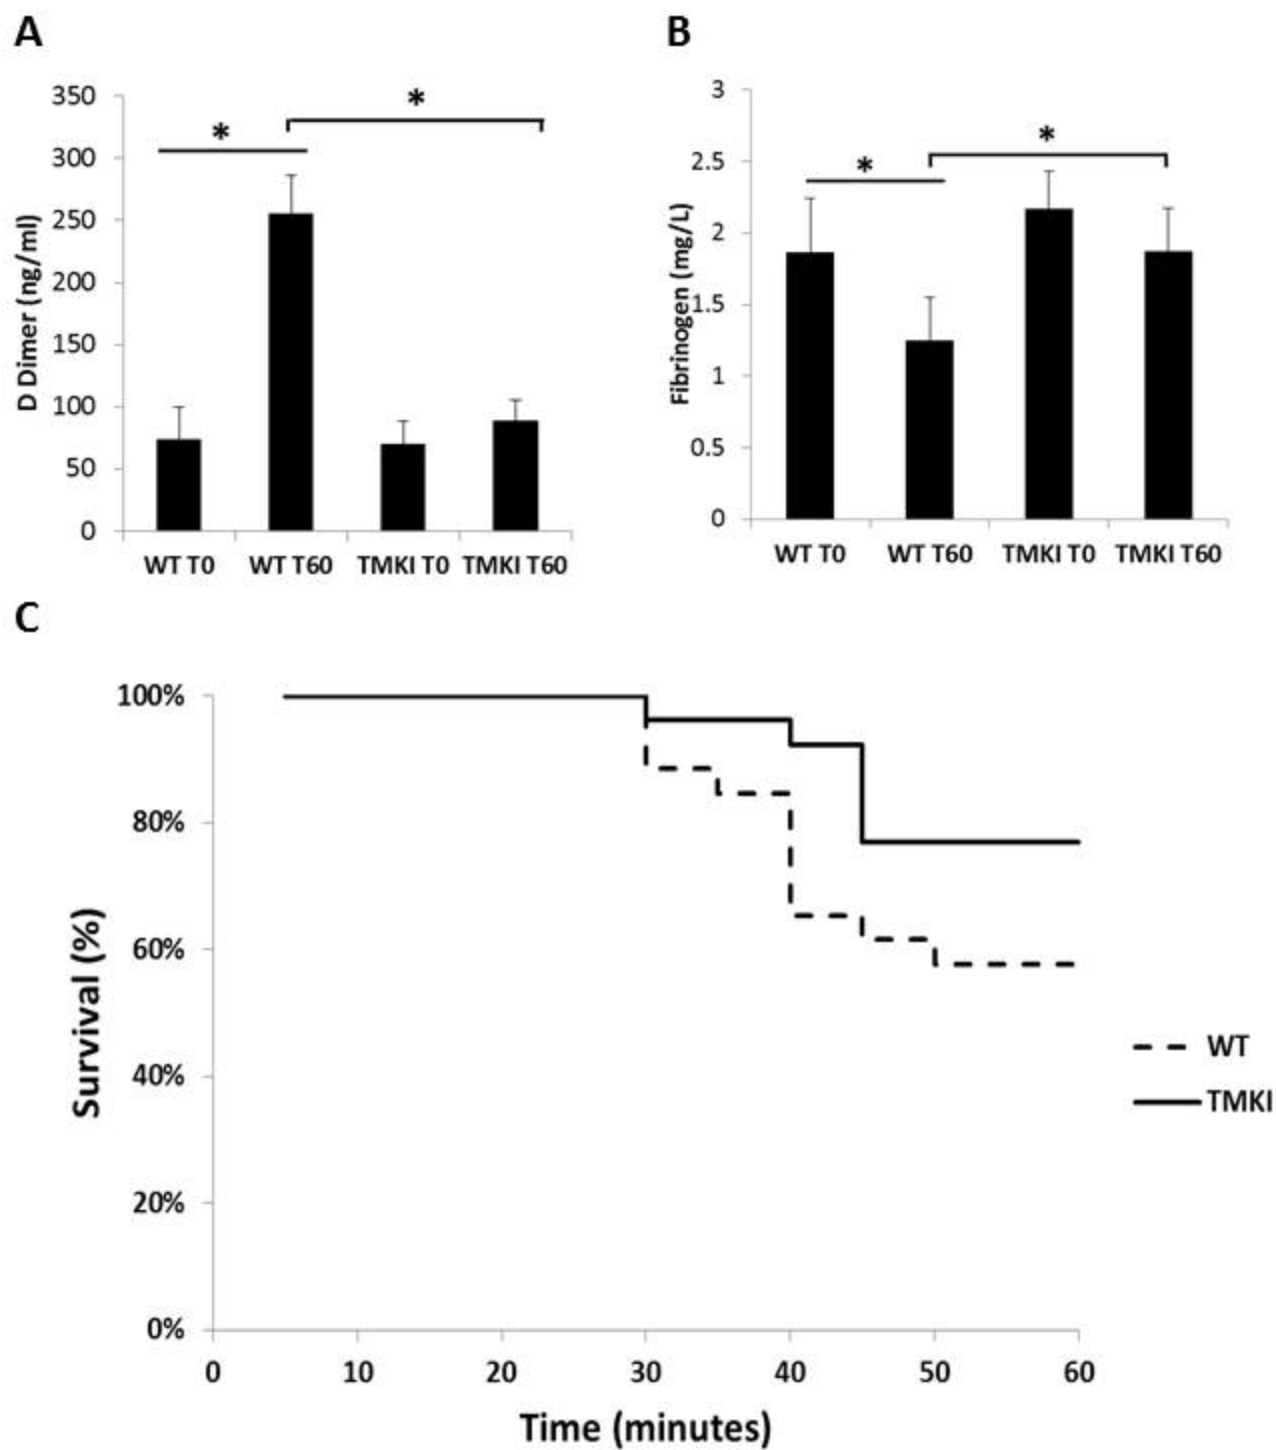 A
350
300
250
200
150
100
50
0
D Dimer (ng/ml)
*
*
WT T0 WT T60 TMKI T0 TMKI T60
B
3
2.5
2
1.5
1
0.5
0
Fibrinogen (mg/L)
*
*
WT T0 WT T60 TMKI T0 TMKI T60
C
100%
80%
60%
40%
20%
0%
Survival (%)
0 10 20 30 40 50 60
Time (minutes)
WT
TMKI